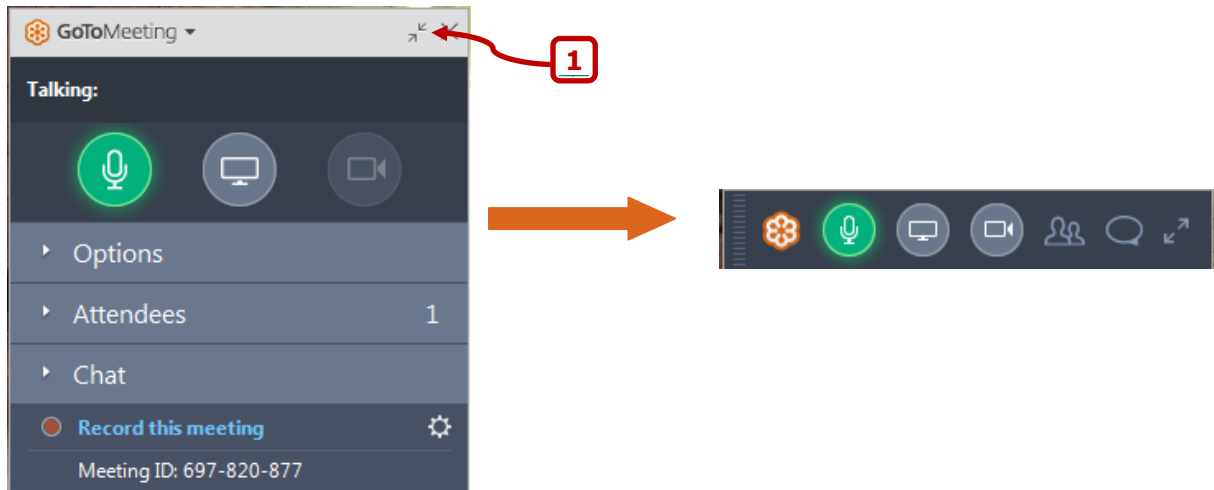 GoToMeeting
1
Talking:
Options
Attendees 1
Chat
Record this meeting
Meeting ID: 697-820-877